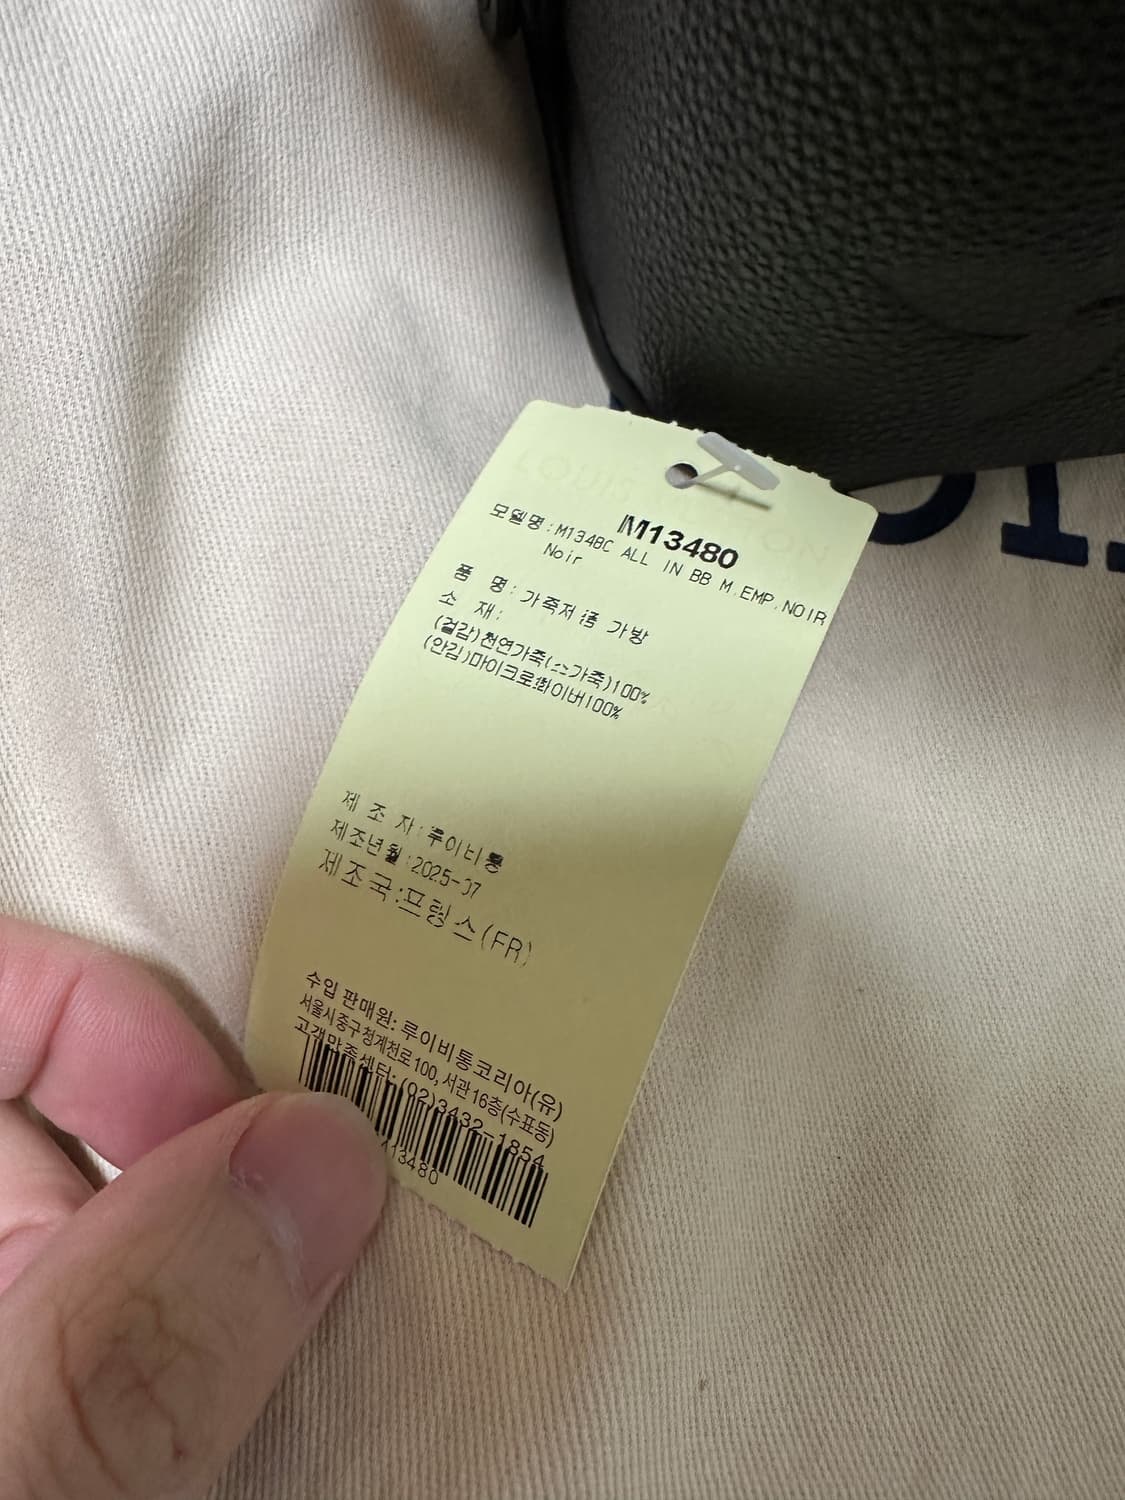 M13480
모델명:M13480 ALL IN BB M.EMP.NOIR
Noir
품 명:가죽저품 가방
소 재:
(겉감)천연가죽(소가죽)100%
(안감)마이크로화이버100%
제 조 자:루이비통
제조년월:2025-07
제조국:프랑스(FR)
수입 판매원: 루이비통코리아(유)
서울시중구청계천로100, 서관16층(수표동)
고객만족센터: (02)3432-1854
M13480